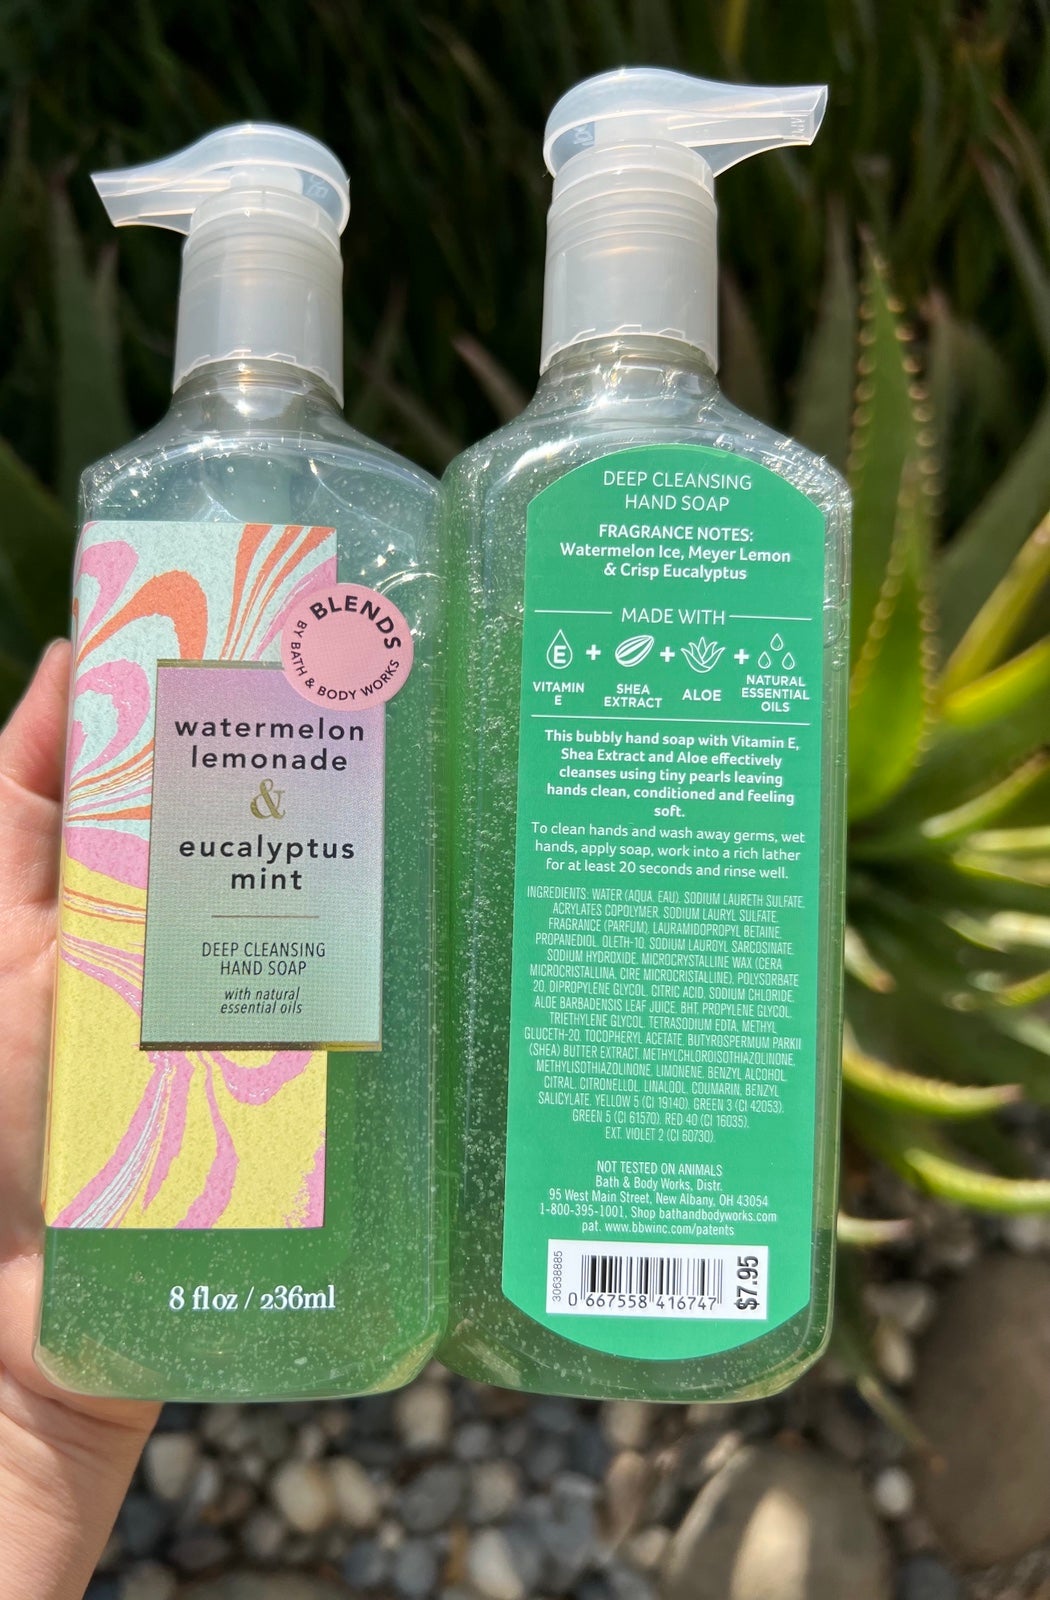 BLENDS
BY BATH & BODY WORKS
watermelon
lemonade
&
eucalyptus
mint
DEEP CLEANSING
HAND SOAP
with natural
essential oils
8 fl oz / 236ml
DEEP CLEANSING
HAND SOAP
FRAGRANCE NOTES:
Watermelon Ice, Meyer Lemon
& Crisp Eucalyptus
MADE WITH
E + + +
VITAMIN
E
SHEA
EXTRACT
ALOE
NATURAL
ESSENTIAL
OILS
This bubbly hand soap with Vitamin E,
Shea Extract and Aloe effectively
cleanses using tiny pearls leaving
hands clean, conditioned and feeling
soft.
To clean hands and wash away germs, wet
hands, apply soap, work into a rich lather
for at least 20 seconds and rinse well.
INGREDIENTS: WATER (AQUA, EAU), SODIUM LAURETH SULFATE,
ACRYLATES COPOLYMER, SODIUM LAURYL SULFATE,
FRAGRANCE (PARFUM), LAURAMIDOPROPYL BETAINE,
PROPANEDIOL, OLETH-10, SODIUM LAUROYL SARCOSINATE,
SODIUM HYDROXIDE, MICROCRYSTALLINE WAX (CERA
MICROCRISTALLINA, CIRE MICROCRISTALLINE), POLYSORBATE
20, DIPROPYLENE GLYCOL, CITRIC ACID, SODIUM CHLORIDE,
ALOE BARBADENSIS LEAF JUICE, BHT, PROPYLENE GLYCOL,
TRIETHYLENE GLYCOL, TETRASODIUM EDTA, METHYL
GLUCETH-20, TOCOPHERYL ACETATE, BUTYROSPERMUM PARKII
(SHEA) BUTTER EXTRACT, METHYLCHLOROISOTHIAZOLINONE,
METHYLISOTHIAZOLINONE, LIMONENE, BENZYL ALCOHOL,
CITRAL, CITRONELLOL, LINALOOL, COUMARIN, BENZYL
SALICYLATE, YELLOW 5 (CI 19140), GREEN 3 (CI 42053),
GREEN 5 (CI 61570), RED 40 (CI 16035),
EXT. VIOLET 2 (CI 60730).
NOT TESTED ON ANIMALS
Bath & Body Works, Distr.
95 West Main Street, New Albany, OH 43054
1-800-395-1001, Shop bathandbodyworks.com
pat. www.bbwinc.com/patents
30638885
0 667558 416747
$7.95